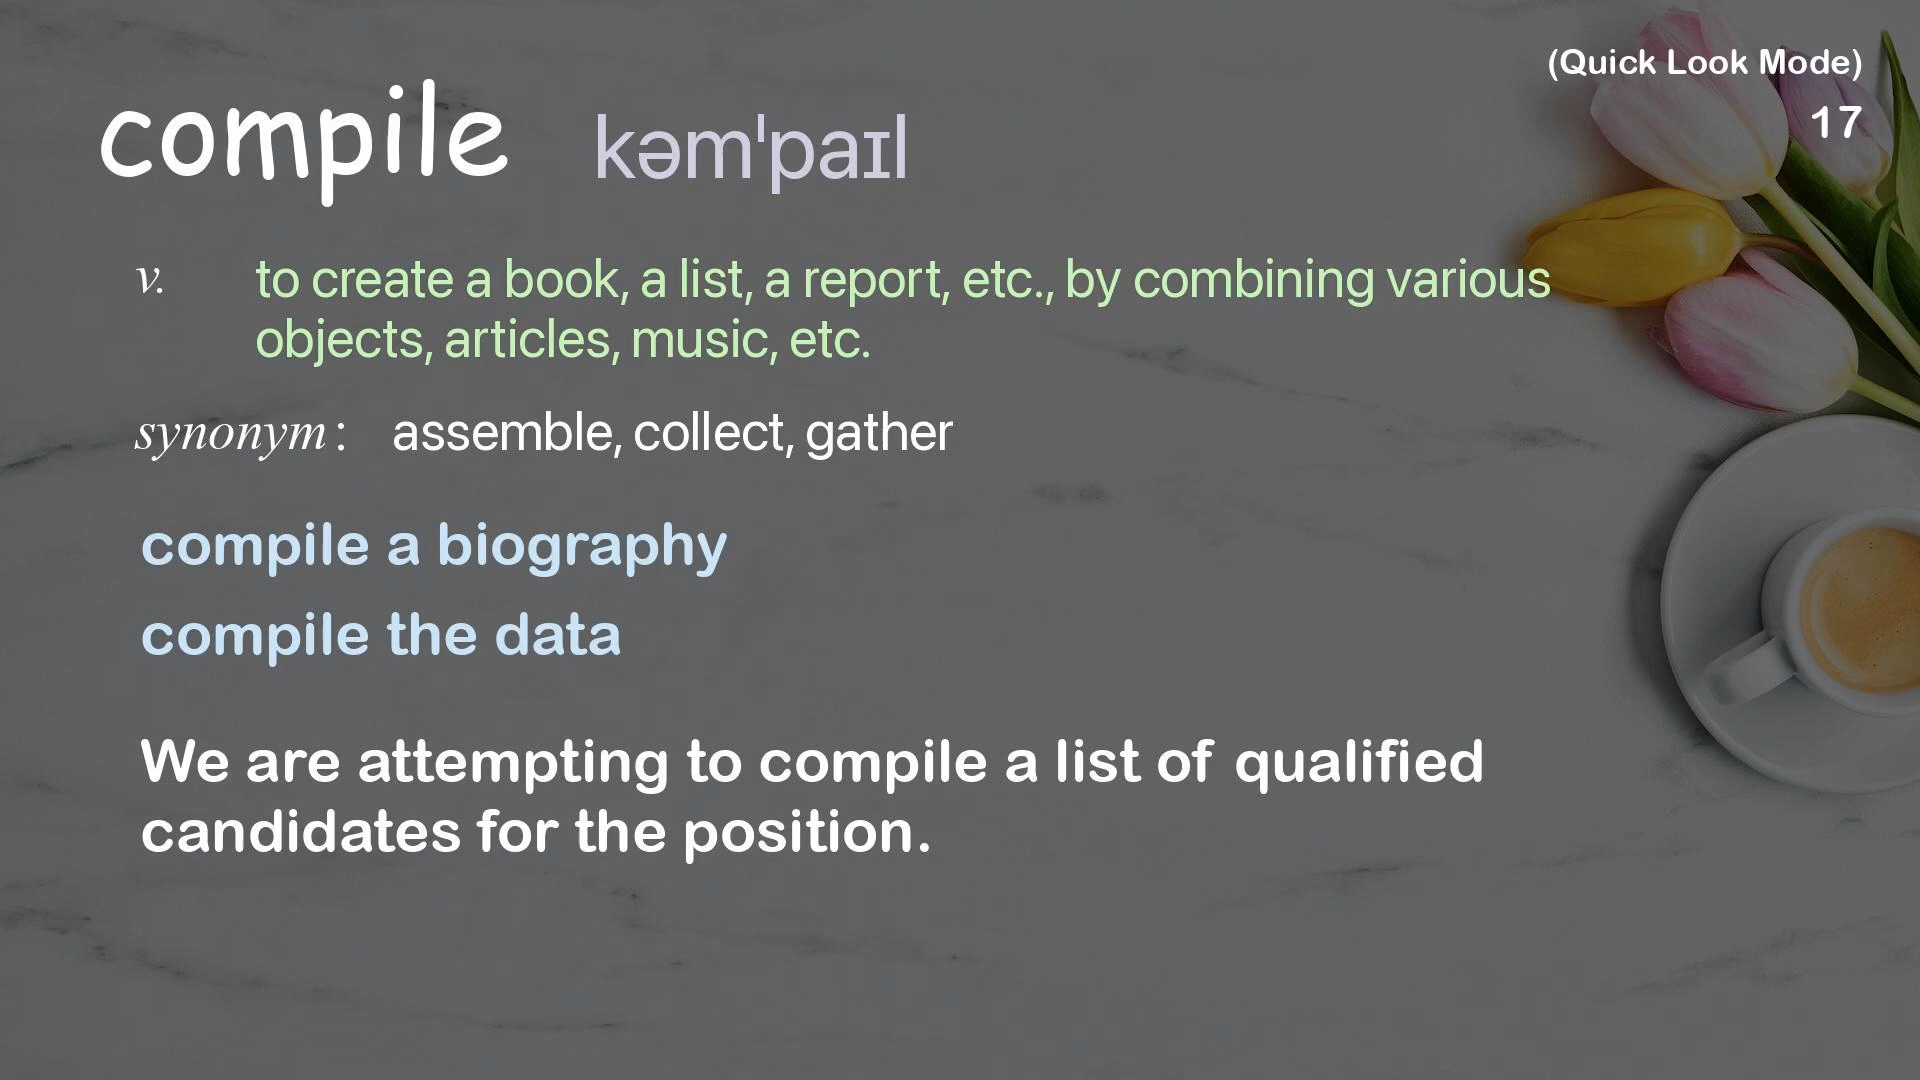 (Quick Look Mode)
17
compile kəmˈpaɪl
v. to create a book, a list, a report, etc., by combining various
objects, articles, music, etc.
synonym: assemble, collect, gather
compile a biography
compile the data
We are attempting to compile a list of qualified
candidates for the position.